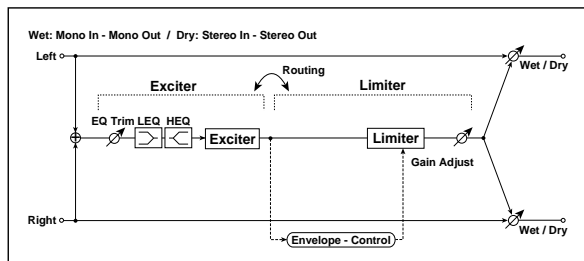 Wet: Mono In - Mono Out / Dry: Stereo In - Stereo Out
Left
Wet / Dry
Routing
Exciter
Limiter
EQ Trim LEQ HEQ
Exciter
Limiter
Gain Adjust
Right
Wet / Dry
Envelope - Control